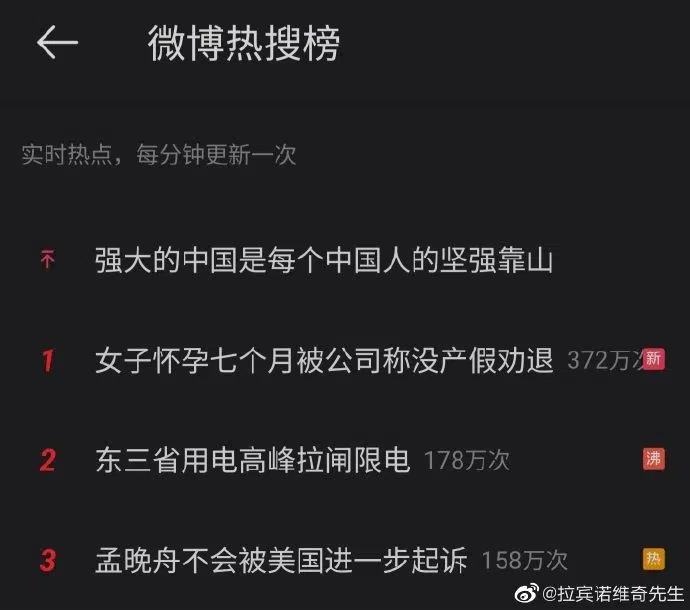 微博热搜榜
实时热点，每分钟更新一次
强大的中国是每个中国人的坚强靠山
1 女子怀孕七个月被公司称没产假劝退 372万次 新
2 东三省用电高峰拉闸限电 178万次 沸
3 孟晚舟不会被美国进一步起诉 158万次 热
@拉宾诺维奇先生